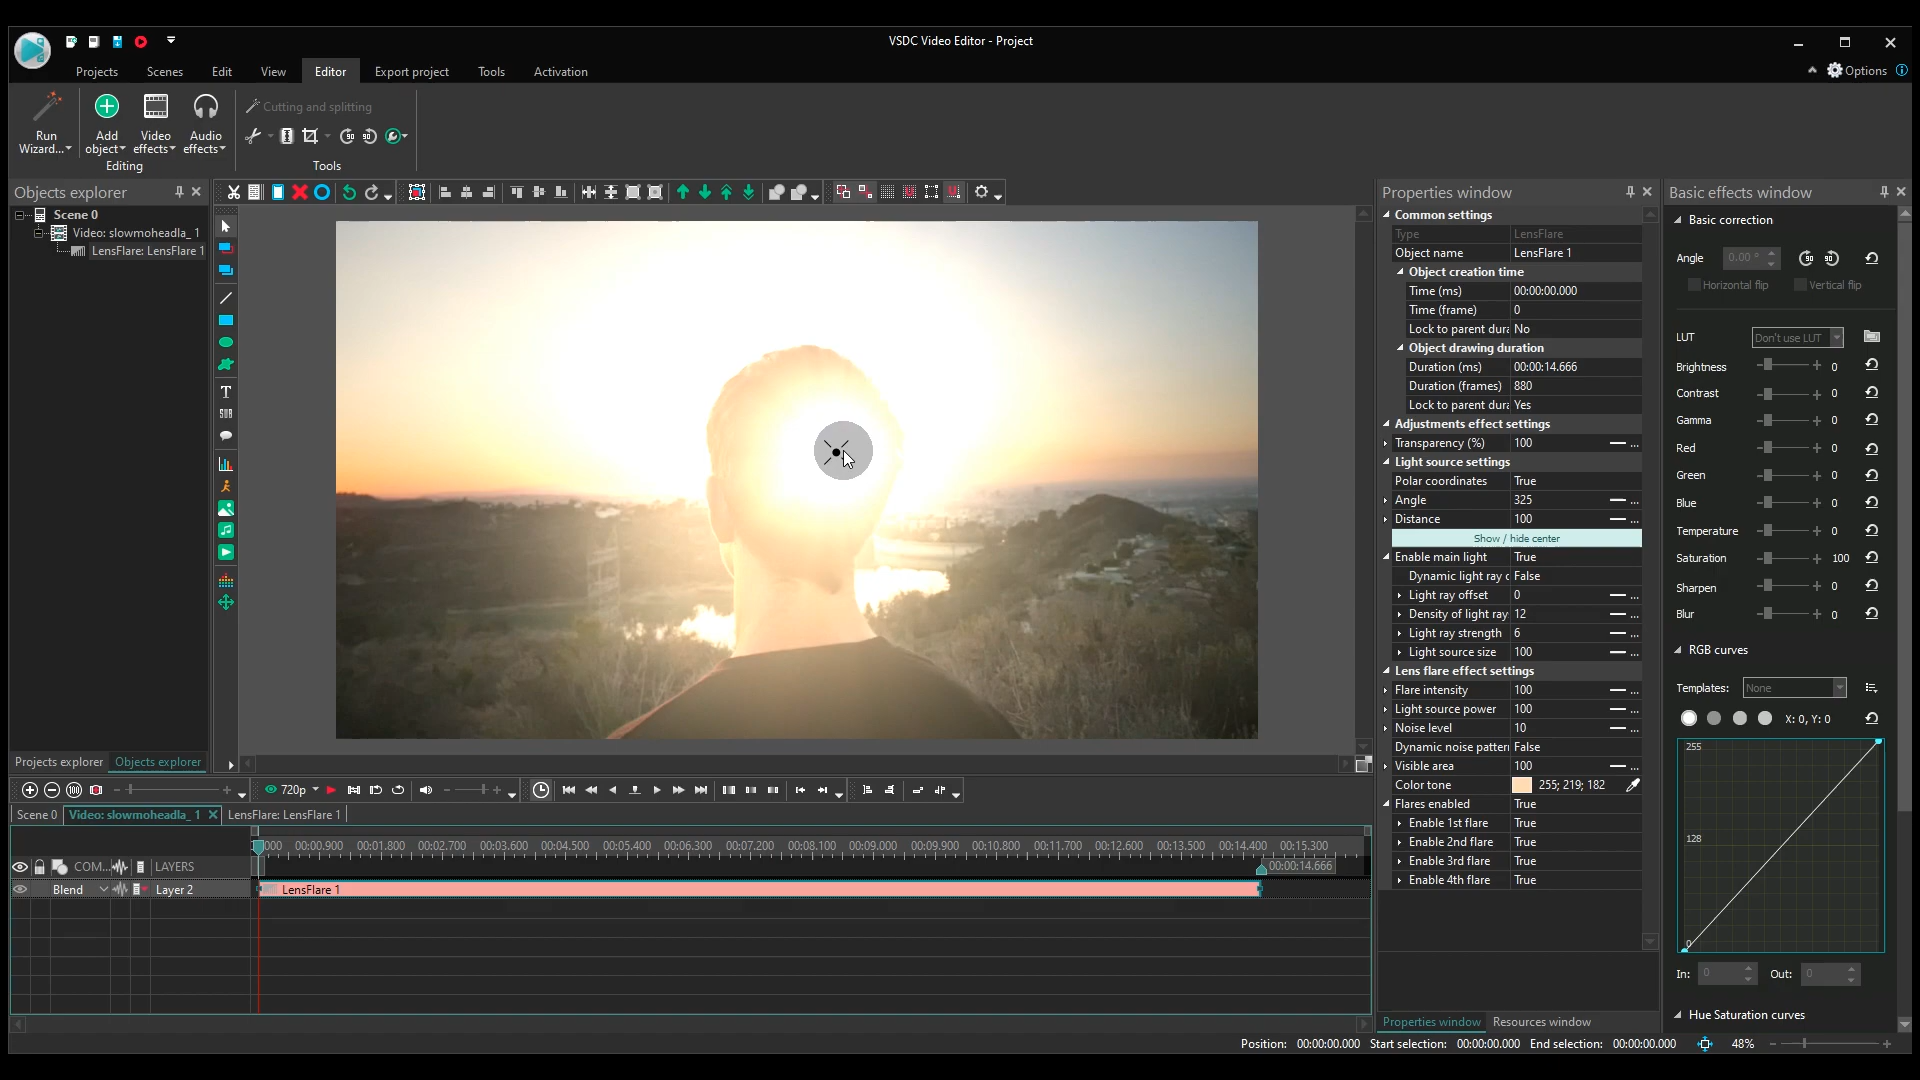 VSDC Video Editor - Project
Projects Scenes Edit View Editor Export project Tools Activation Options
Run Wizard...
Add object
Video effects
Audio effects
Cutting and splitting
Editing Tools
Objects explorer
Scene 0
Video: slowmoheadla_ 1
LensFlare: LensFlare 1
Projects explorer Objects explorer
Properties window
Common settings
Type LensFlare
Object name LensFlare 1
Object creation time
Time (ms) 00:00:00.000
Time (frame) 0
Lock to parent dura No
Object drawing duration
Duration (ms) 00:00:14.666
Duration (frames) 880
Lock to parent dura Yes
Adjustments effect settings
Transparency (%) 100 ...
Light source settings
Polar coordinates True
Angle 325 ...
Distance 100 ...
Show / hide center
Enable main light True
Dynamic light ray c False
Light ray offset 0 ...
Density of light ray 12 ...
Light ray strength 6 ...
Light source size 100 ...
Lens flare effect settings
Flare intensity 100 ...
Light source power 100 ...
Noise level 10 ...
Dynamic noise pattern False
Visible area 100 ...
Color tone 255; 219; 182
Flares enabled True
Enable 1st flare True
Enable 2nd flare True
Enable 3rd flare True
Enable 4th flare True
Properties window Resources window
Basic effects window
Basic correction
Angle 0.00 ° 90 90
Horizontal flip Vertical flip
LUT Don't use LUT
Brightness 0
Contrast 0
Gamma 0
Red 0
Green 0
Blue 0
Temperature 0
Saturation 100
Sharpen 0
Blur 0
RGB curves
Templates: None
X: 0, Y: 0
255
128
0
In: 0 Out: 0
Hue Saturation curves
720p
Scene 0 Video: slowmoheadla_ 1 LensFlare: LensFlare 1
000 00:00.900 00:01.800 00:02.700 00:03.600 00:04.500 00:05.400 00:06.300 00:07.200 00:08.100 00:09.000 00:09.900 00:10.800 00:11.700 00:12.600 00:13.500 00:14.400 00:15.300
COM... LAYERS 00:00:14.666
Blend Layer 2 LensFlare 1
Position: 00:00:00.000 Start selection: 00:00:00.000 End selection: 00:00:00.000 48%